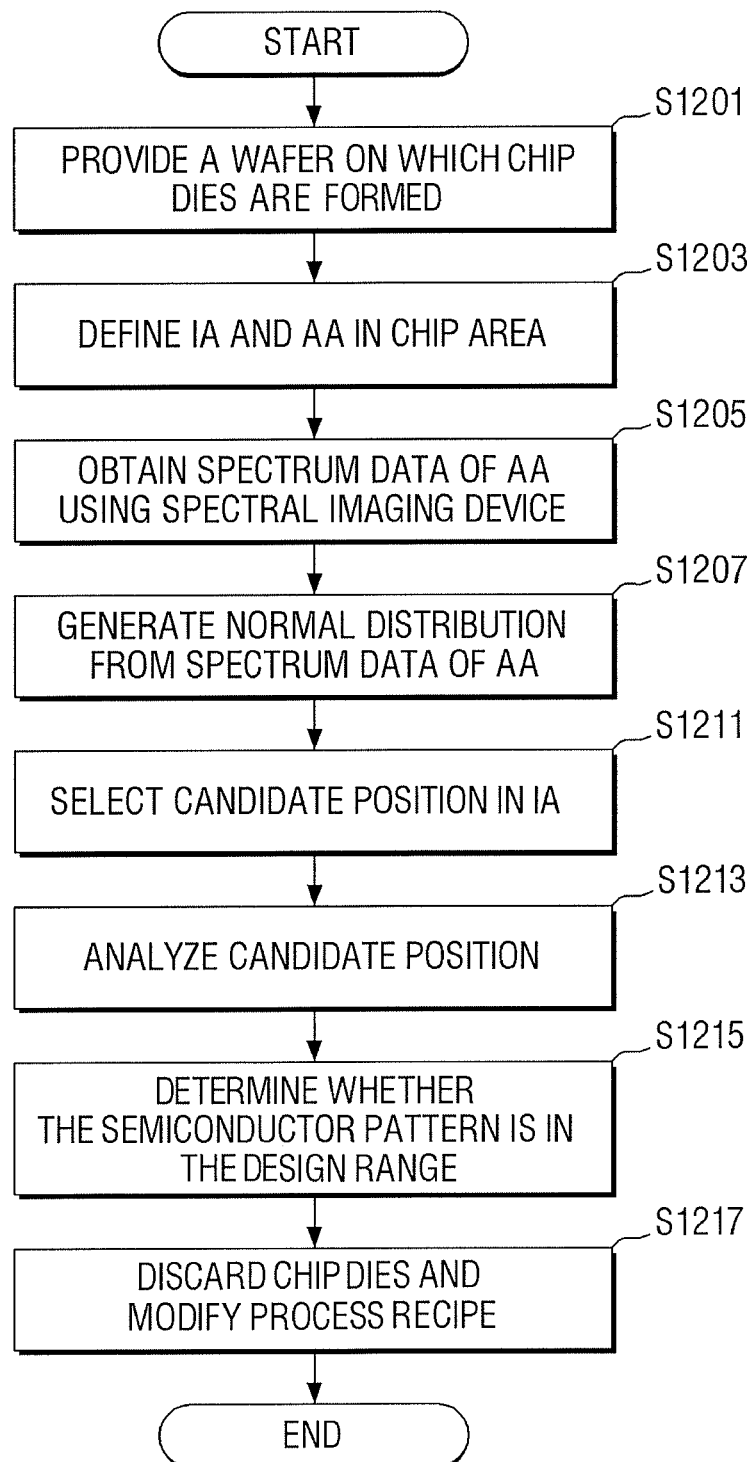 START
S1201
PROVIDE A WAFER ON WHICH CHIP
DIES ARE FORMED
S1203
DEFINE IA AND AA IN CHIP AREA
S1205
OBTAIN SPECTRUM DATA OF AA
USING SPECTRAL IMAGING DEVICE
S1207
GENERATE NORMAL DISTRIBUTION
FROM SPECTRUM DATA OF AA
S1211
SELECT CANDIDATE POSITION IN IA
S1213
ANALYZE CANDIDATE POSITION
S1215
DETERMINE WHETHER
THE SEMICONDUCTOR PATTERN IS IN
THE DESIGN RANGE
S1217
DISCARD CHIP DIES AND
MODIFY PROCESS RECIPE
END